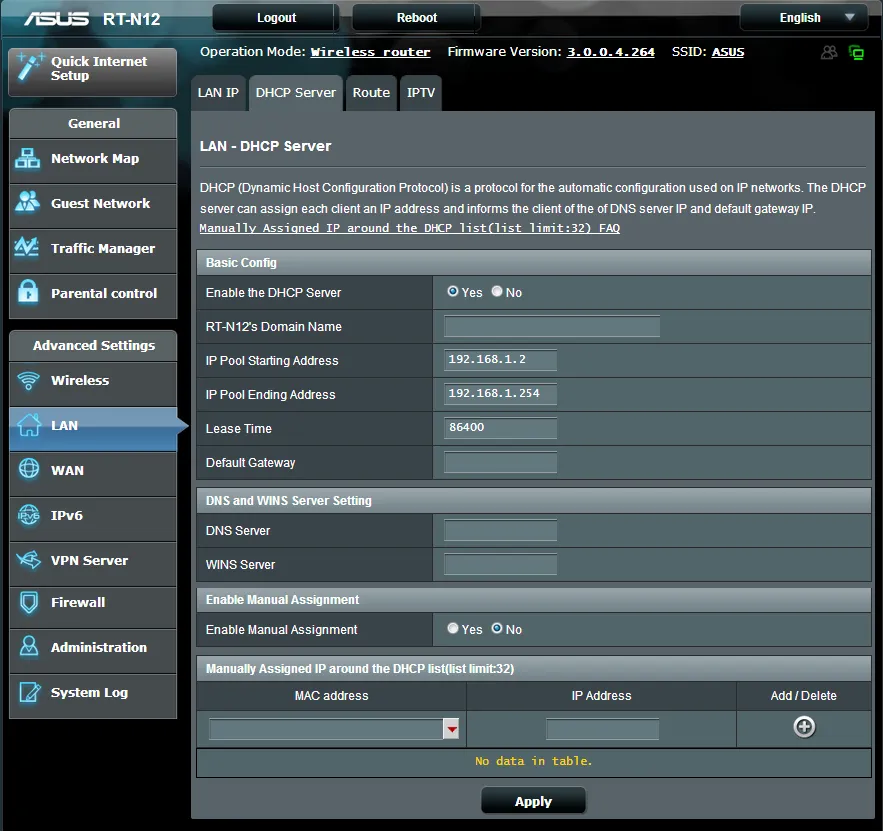 ASUS RT-N12 Logout Reboot English
Operation Mode: Wireless router Firmware Version: 3.0.0.4.264 SSID: ASUS
Quick Internet
Setup
General
Network Map
Guest Network
Traffic Manager
Parental control
Advanced Settings
Wireless
LAN
WAN
IPv6
VPN Server
Firewall
Administration
System Log
LAN IP DHCP Server Route IPTV
LAN - DHCP Server
DHCP (Dynamic Host Configuration Protocol) is a protocol for the automatic configuration used on IP networks. The DHCP
server can assign each client an IP address and informs the client of the of DNS server IP and default gateway IP.
Manually Assigned IP around the DHCP list(list limit:32) FAQ
Basic Config
Enable the DHCP Server Yes No
RT-N12's Domain Name
IP Pool Starting Address 192.168.1.2
IP Pool Ending Address 192.168.1.254
Lease Time 86400
Default Gateway
DNS and WINS Server Setting
DNS Server
WINS Server
Enable Manual Assignment
Enable Manual Assignment Yes No
Manually Assigned IP around the DHCP list(list limit:32)
MAC address IP Address Add / Delete
No data in table.
Apply